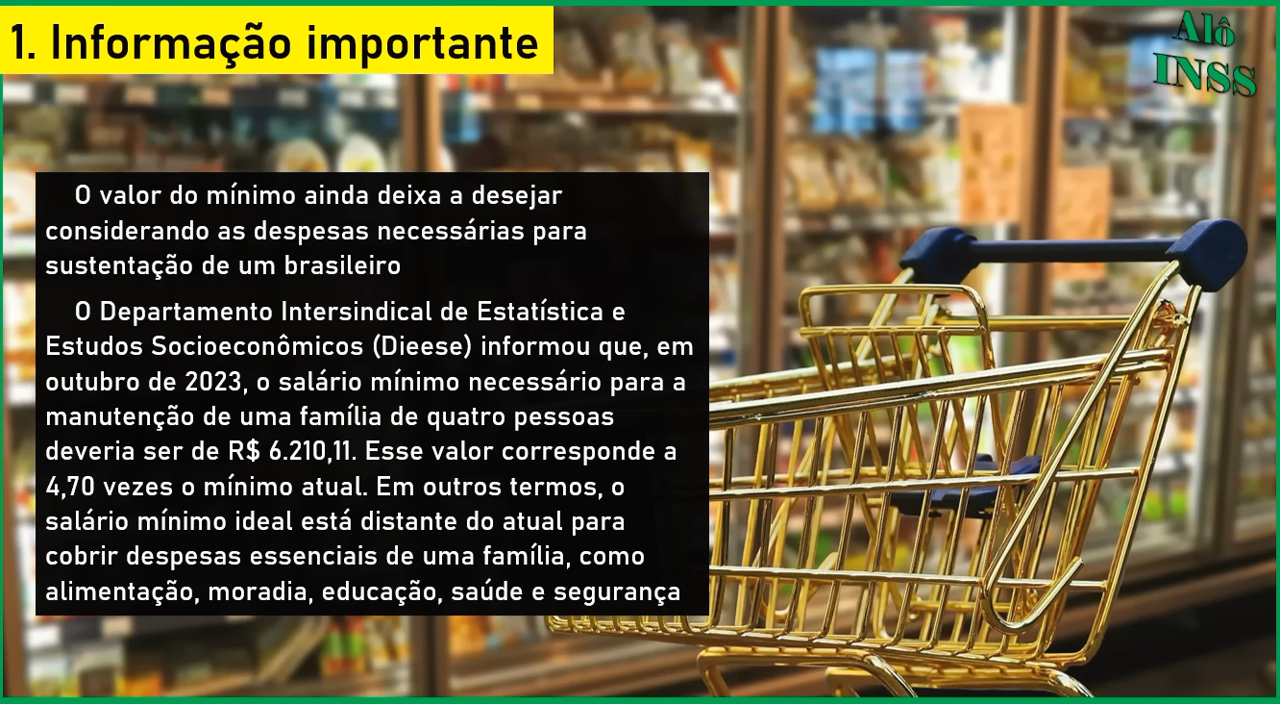 1. Informação importante
Alô
INSS
O valor do mínimo ainda deixa a desejar
considerando as despesas necessárias para
sustentação de um brasileiro
O Departamento Intersindical de Estatística e
Estudos Socioeconômicos (Dieese) informou que, em
outubro de 2023, o salário mínimo necessário para a
manutenção de uma família de quatro pessoas
deveria ser de R$ 6.210,11. Esse valor corresponde a
4,70 vezes o mínimo atual. Em outros termos, o
salário mínimo ideal está distante do atual para
cobrir despesas essenciais de uma família, como
alimentação, moradia, educação, saúde e segurança